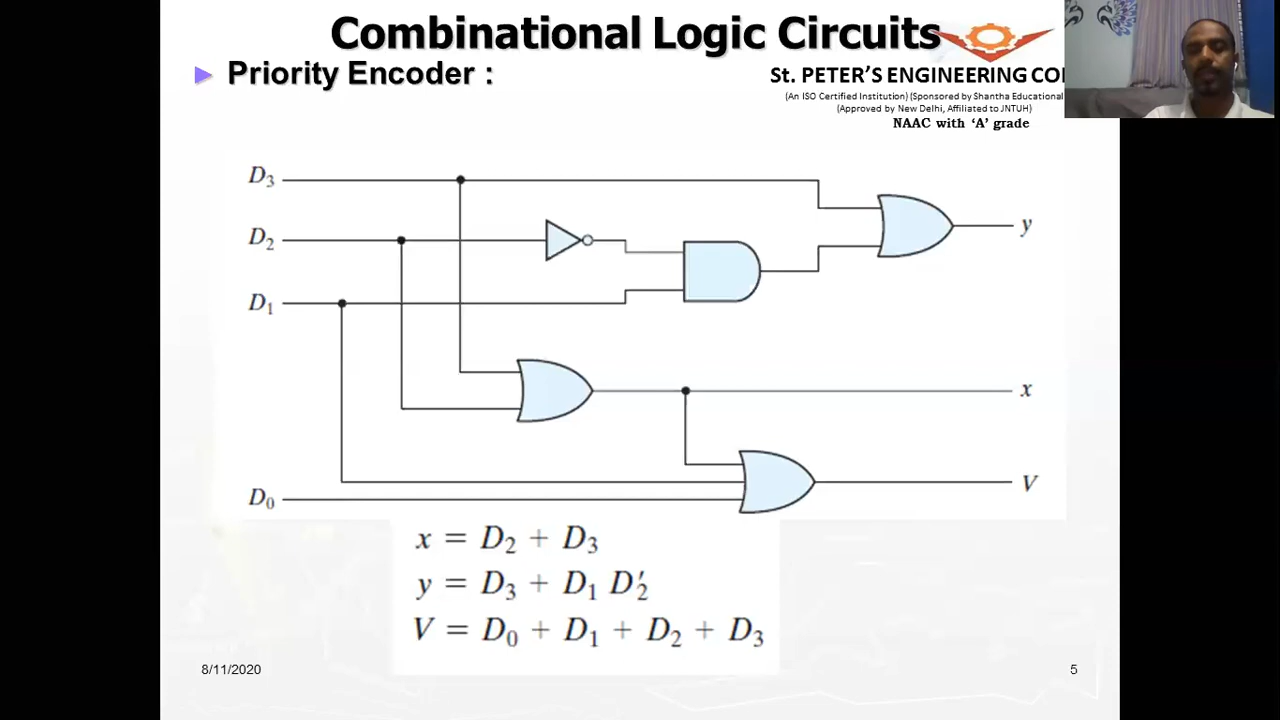 Combinational Logic Circuits
► Priority Encoder :
St. PETER'S ENGINEERING CO
(An ISO Certified Institution) (Sponsored by Shantha Educational
(Approved by New Delhi, Affiliated to JNTUH)
NAAC with ‘A’ grade
D₃
D₂
y
D₁
x
V
D₀
x = D₂ + D₃
y = D₃ + D₁ D′₂
V = D₀ + D₁ + D₂ + D₃
8/11/2020
5